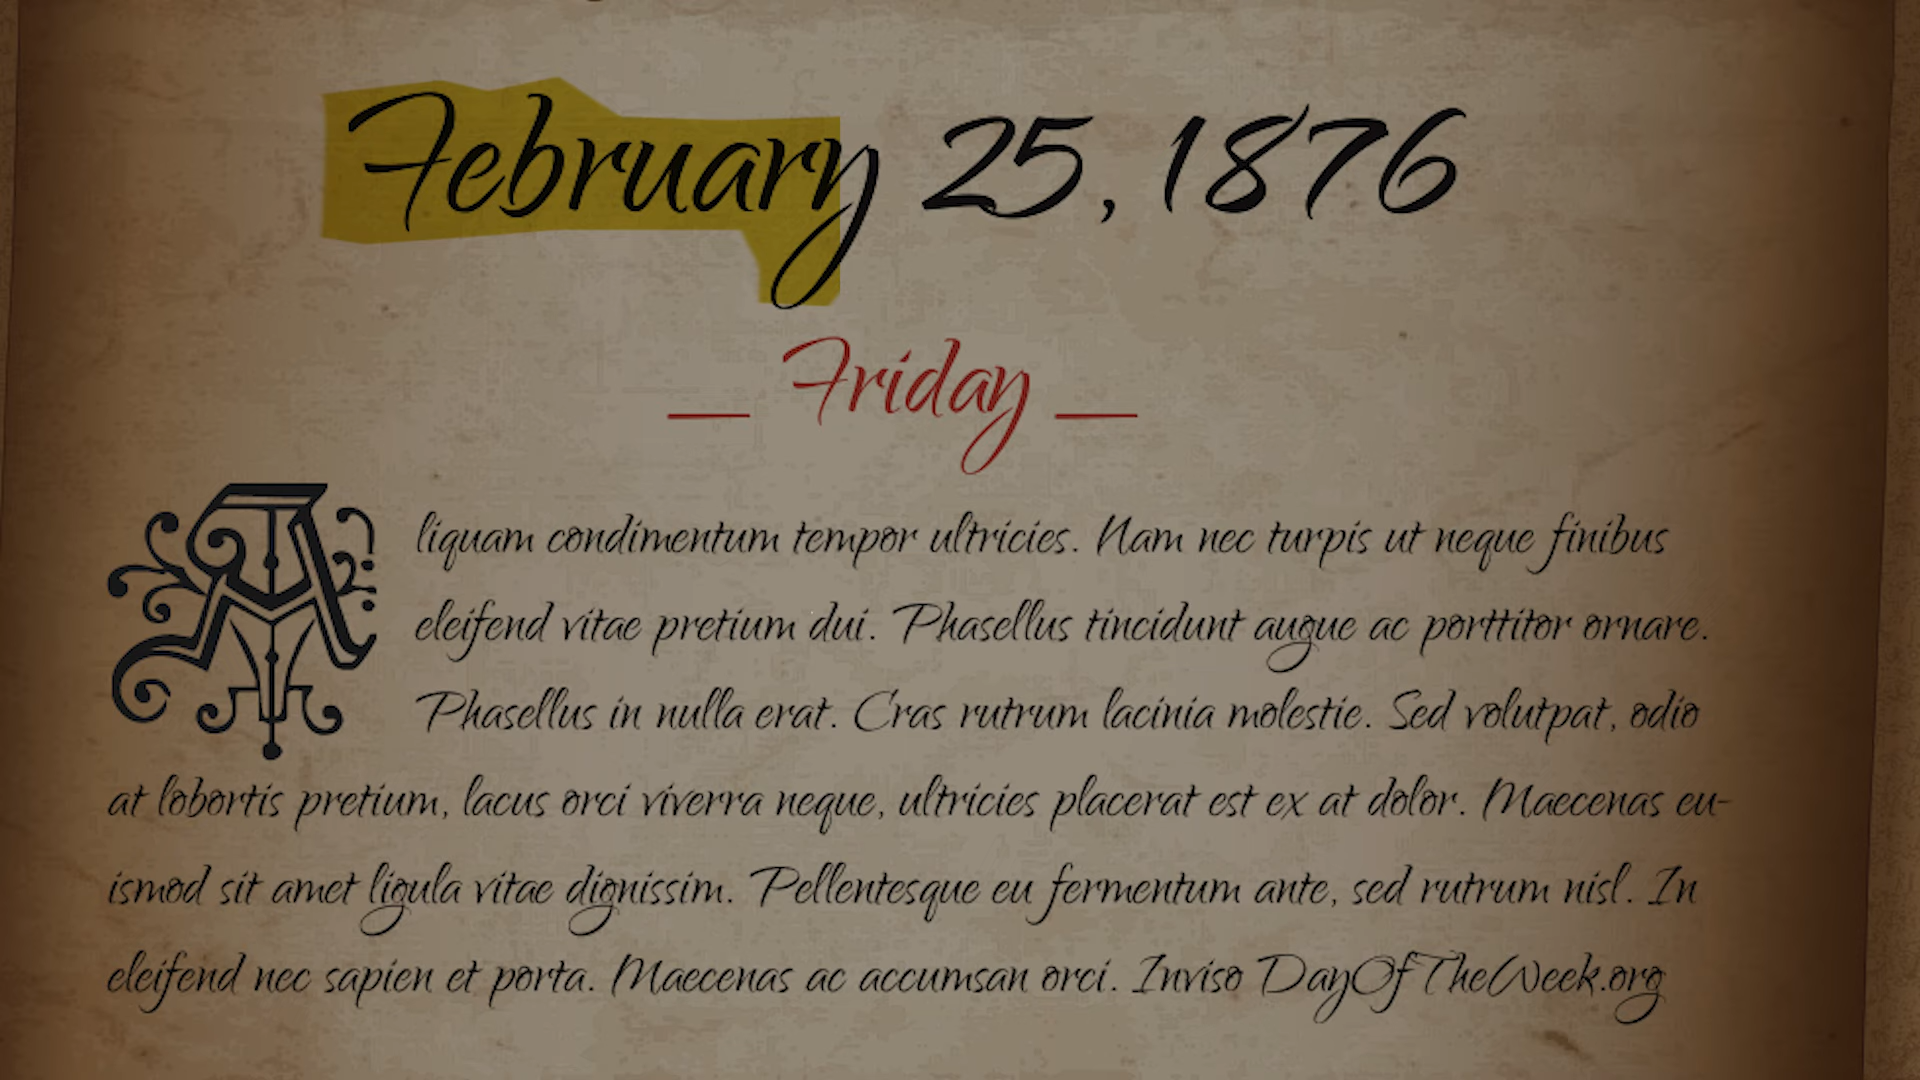 February 25, 1876
— Friday —
Aliquam condimentum tempor ultricies. Nam nec turpis ut neque finibus
eleifend vitae pretium dui. Phasellus tincidunt augue ac porttitor ornare.
Phasellus in nulla erat. Cras rutrum lacinia molestie. Sed volutpat, odio
at lobortis pretium, lacus orci viverra neque, ultricies placerat est ex at dolor. Maecenas eu-
ismod sit amet ligula vitae dignissim. Pellentesque eu fermentum ante, sed rutrum nisl. In
eleifend nec sapien et porta. Maecenas ac accumsan orci. Inviso DayOfTheWeek.org